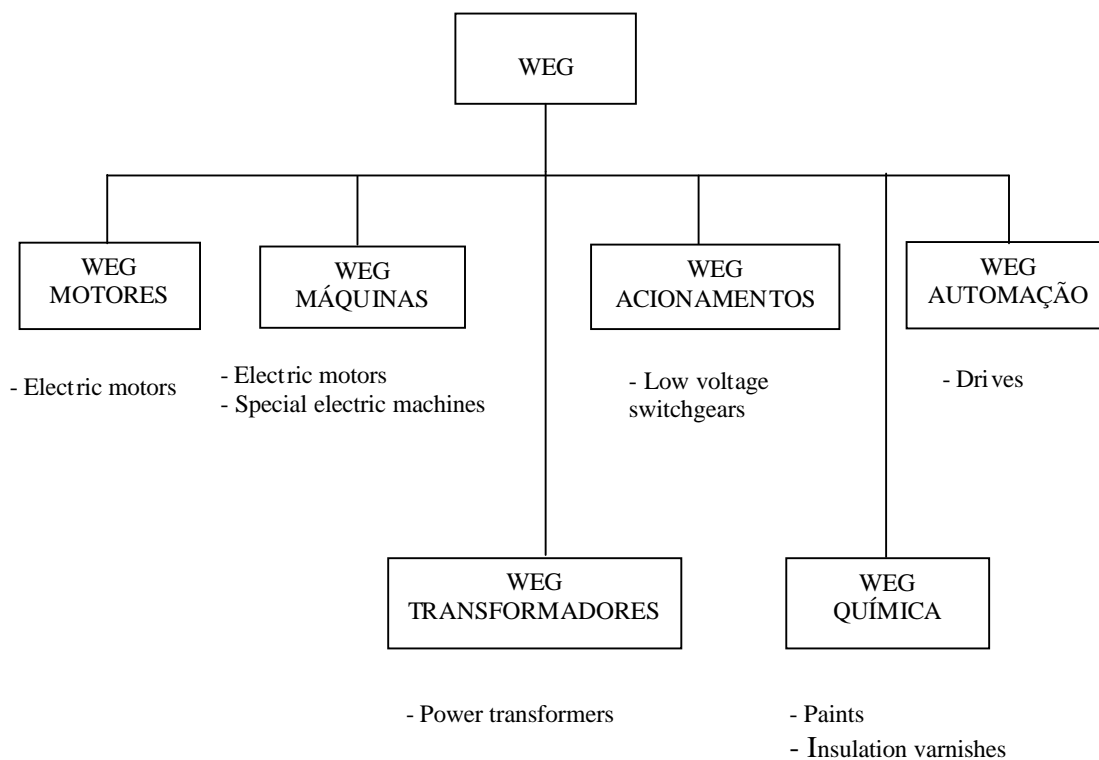 WEG
WEG
MOTORES
WEG
MÁQUINAS
WEG
ACIONAMENTOS
WEG
AUTOMAÇÃO
- Electric motors
- Electric motors
- Special electric machines
- Low voltage
switchgears
- Drives
WEG
TRANSFORMADORES
WEG
QUÍMICA
- Power transformers
- Paints
- Insulation varnishes